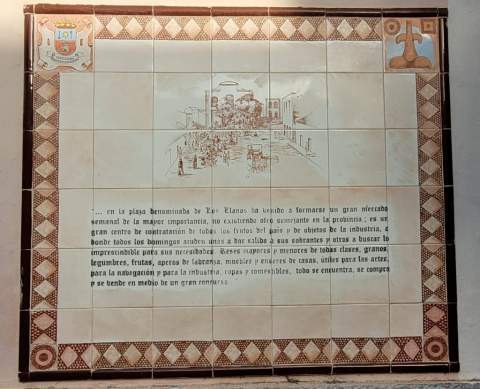 "... en la plaza denominada de Los Llanos ha venido a formarse un gran mercado
semanal de la mayor importancia, no existiendo otro semejante en la provincia; es un
gran centro de contratación de todos los frutos del país y de objetos de la industria, a
donde todos los domingos acuden unos a dar salida a sus sobrantes y otros a buscar lo
imprescindible para sus necesidades. Reses mayores y menores de todas clases, granos,
legumbres, frutas, aperos de labranza, muebles y enseres de casas, útiles para las artes,
para la navegación y para la industria, ropas y comestibles, todo se encuentra, se compra
y se vende en medio de un gran concurso